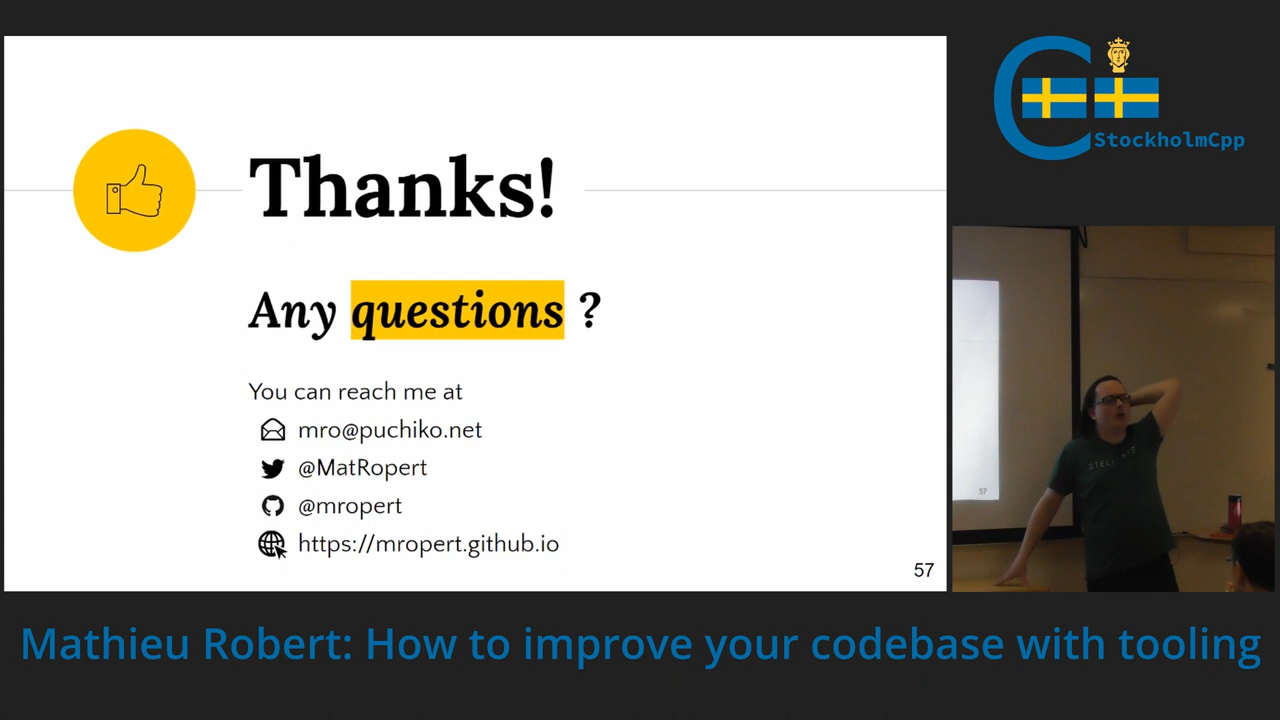 Thanks!
Any questions ?
You can reach me at
mro@puchiko.net
@MatRopert
@mropert
https://mropert.github.io
57
StockholmCpp
57
Mathieu Robert: How to improve your codebase with tooling